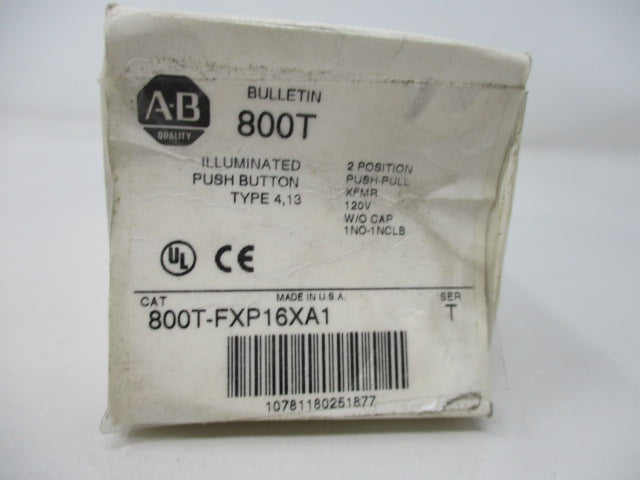 A-B
QUALITY
BULLETIN
800T
ILLUMINATED
PUSH BUTTON
TYPE 4,13
2 POSITION
PUSH-PULL
XFMR
120V
W/O CAP
1NO-1NCLB
UL
CE
MADE IN U.S.A.
CAT
SER
800T-FXP16XA1
T
10781180251877